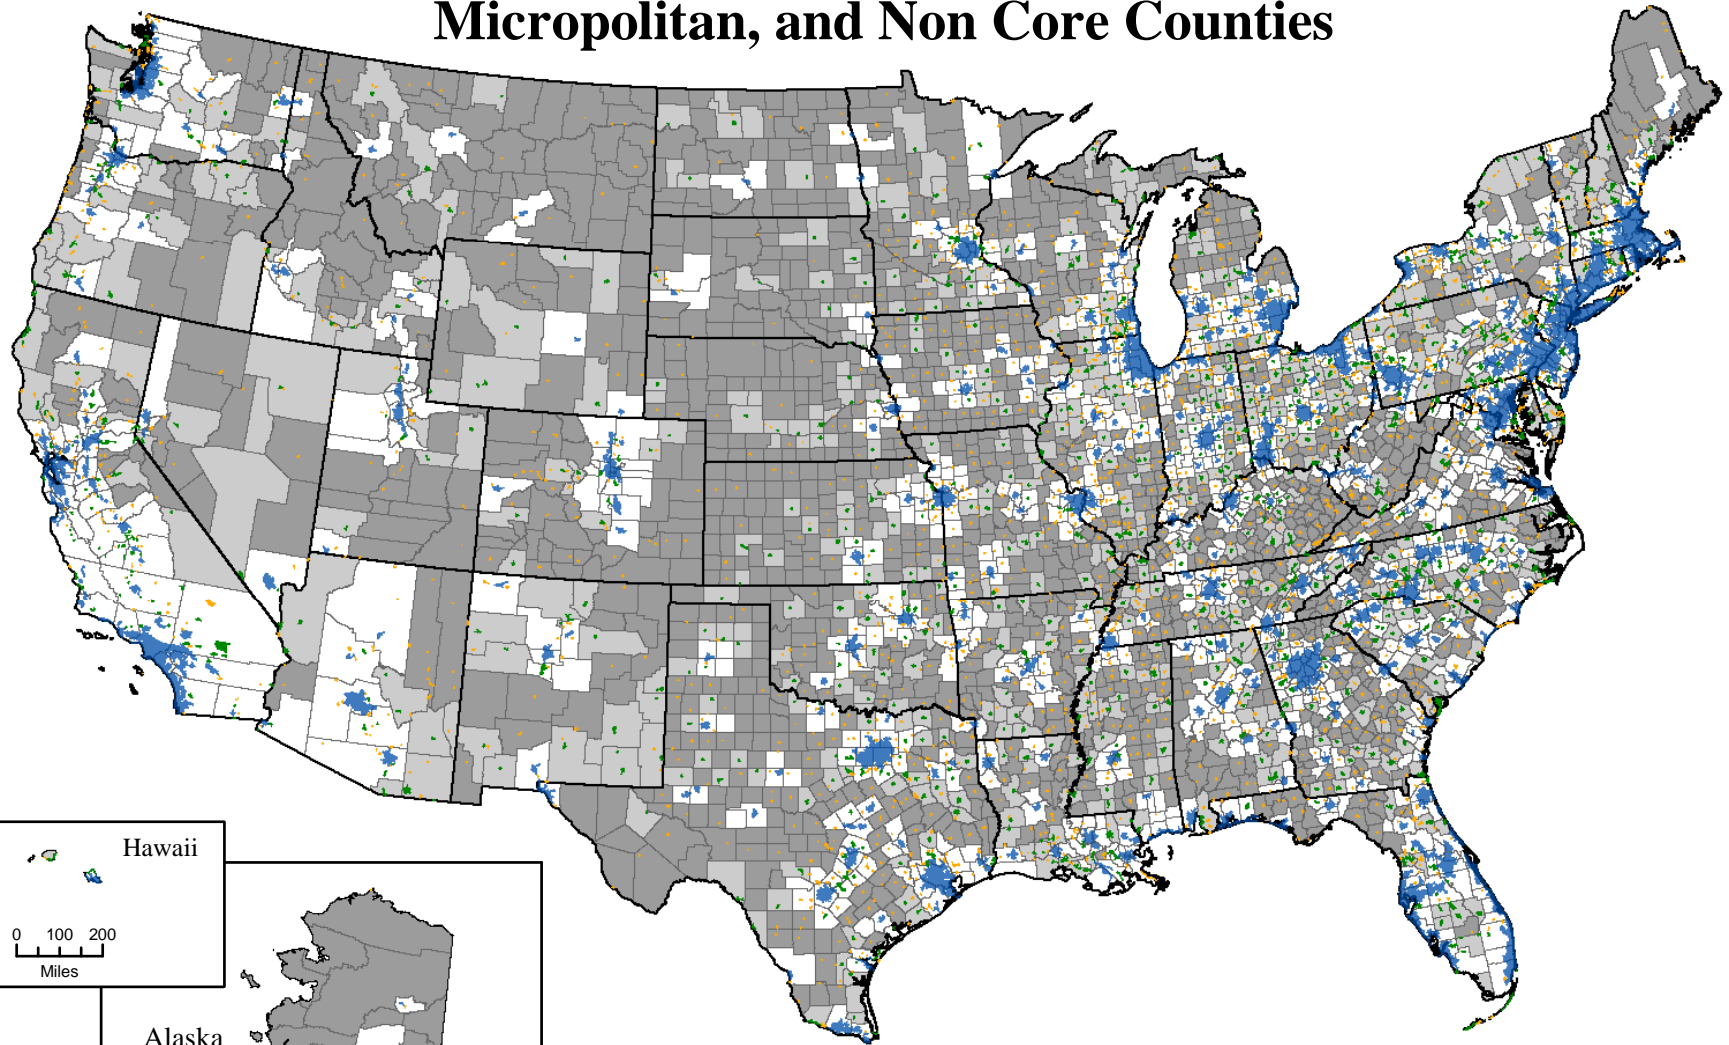 Micropolitan, and Non Core Counties
Hawaii
0 100 200
Miles
Alaska